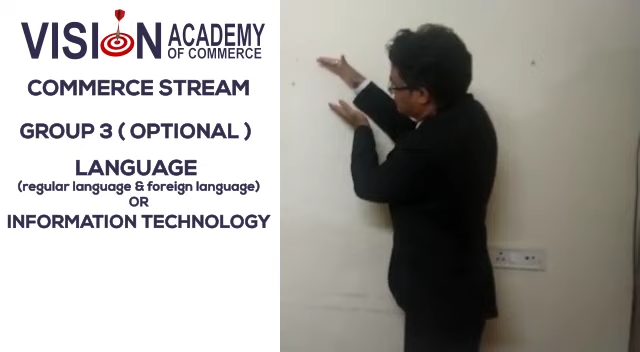 VISION ACADEMY
OF COMMERCE
COMMERCE STREAM
GROUP 3 ( OPTIONAL )
LANGUAGE
(regular language & foreign language)
OR
INFORMATION TECHNOLOGY